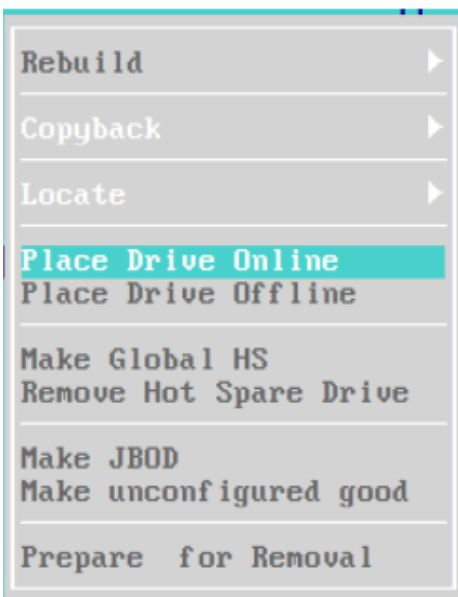 Rebuild
Copyback
Locate
Place Drive Online
Place Drive Offline
Make Global HS
Remove Hot Spare Drive
Make JBOD
Make unconfigured good
Prepare  for Removal